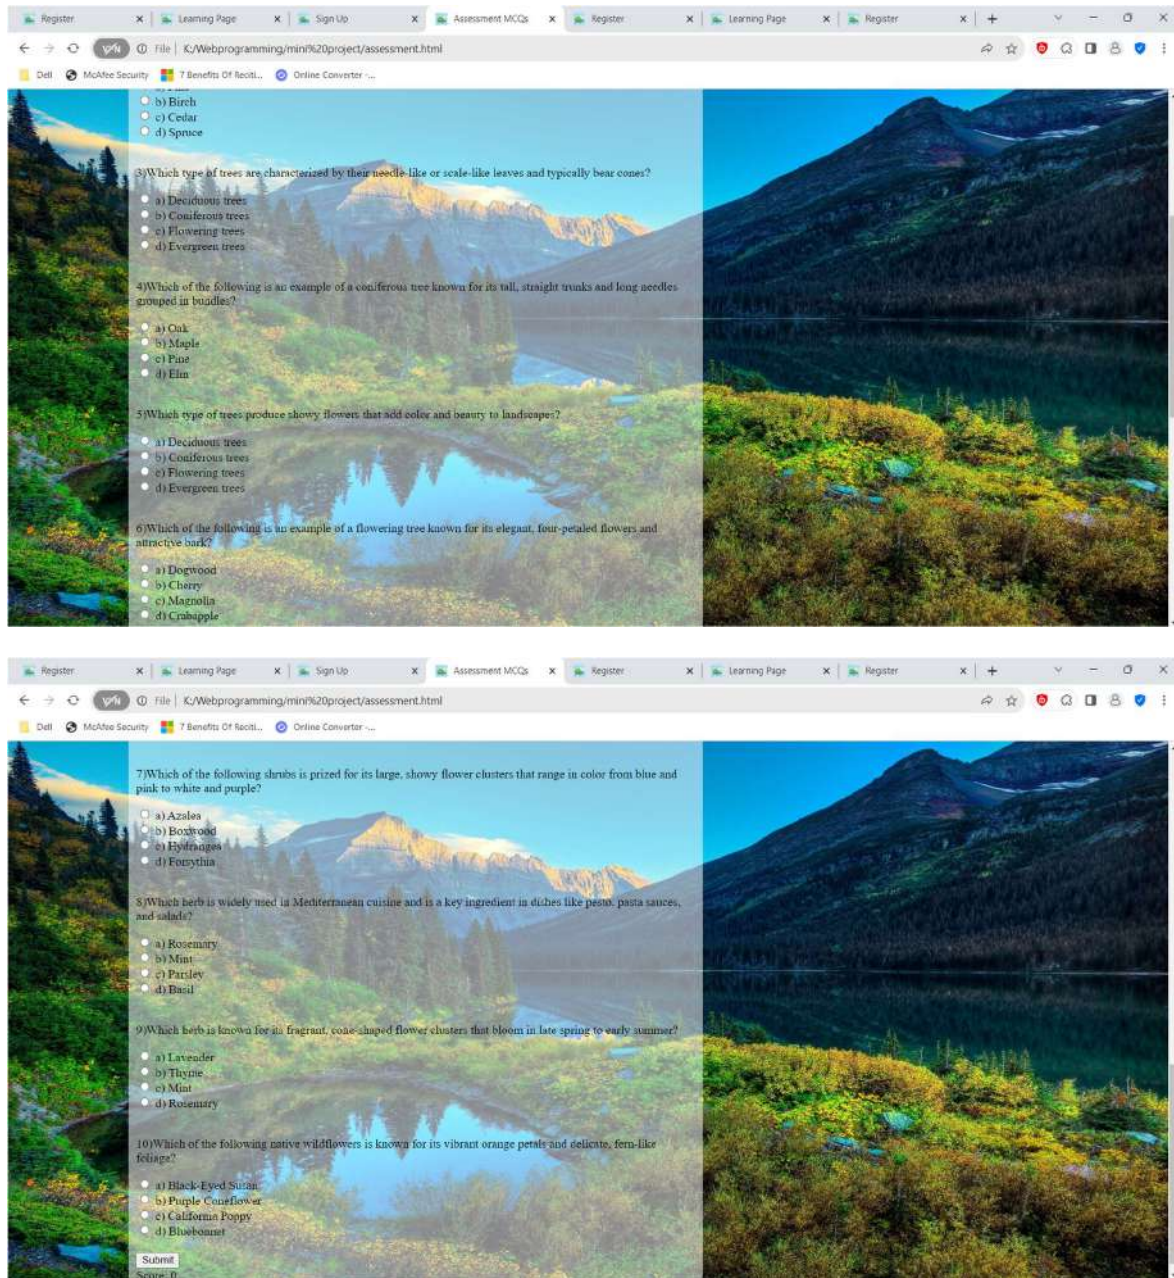 Register
Learning Page
Sign Up
Assessment MCQs
Register
Learning Page
Register
VPN File K:/Webprogramming/mini%20project/assessment.html
Dell McAfee Security 7 Benefits Of Reciti... Online Converter -...
b) Birch
c) Cedar
d) Spruce
3)Which type of trees are characterized by their needle-like or scale-like leaves and typically bear cones?
a) Deciduous trees
b) Coniferous trees
c) Flowering trees
d) Evergreen trees
4)Which of the following is an example of a coniferous tree known for its tall, straight trunks and long needles
grouped in bundles?
a) Oak
b) Maple
c) Pine
d) Elm
5)Which type of trees produce showy flowers that add color and beauty to landscapes?
a) Deciduous trees
b) Coniferous trees
c) Flowering trees
d) Evergreen trees
6)Which of the following is an example of a flowering tree known for its elegant, four-petaled flowers and
attractive bark?
a) Dogwood
b) Cherry
c) Magnolia
d) Crabapple
Register
Learning Page
Sign Up
Assessment MCQs
Register
Learning Page
Register
VPN File K:/Webprogramming/mini%20project/assessment.html
Dell McAfee Security 7 Benefits Of Reciti... Online Converter -...
7)Which of the following shrubs is prized for its large, showy flower clusters that range in color from blue and
pink to white and purple?
a) Azalea
b) Boxwood
c) Hydrangea
d) Forsythia
8)Which herb is widely used in Mediterranean cuisine and is a key ingredient in dishes like pesto, pasta sauces,
and salads?
a) Rosemary
b) Mint
c) Parsley
d) Basil
9)Which herb is known for its fragrant, cone-shaped flower clusters that bloom in late spring to early summer?
a) Lavender
b) Thyme
c) Mint
d) Rosemary
10)Which of the following native wildflowers is known for its vibrant orange petals and delicate, fern-like
foliage?
a) Black-Eyed Susan
b) Purple Coneflower
c) California Poppy
d) Bluebonnet
Submit
Score: 0